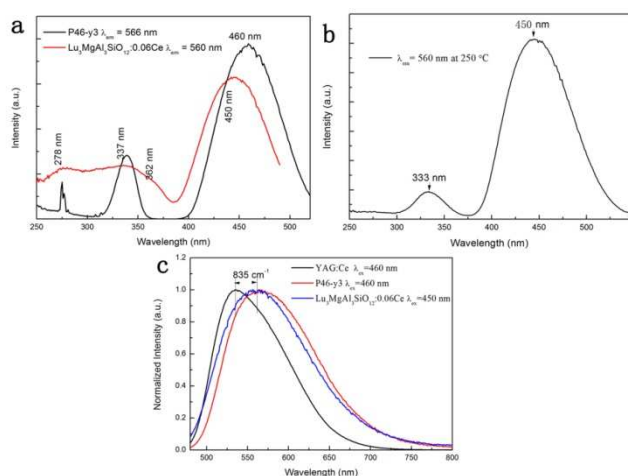 a
460 nm
P46-y3 λem = 566 nm
Lu3MgAl3SiO12:0.06Ce λem = 560 nm
450 nm
337 nm
362 nm
278 nm
Intensity (a.u.)
250 300 350 400 450 500
Wavelength (nm)
b
450 nm
λem = 560 nm at 250 °C
333 nm
Intensity (a.u.)
250 300 350 400 450 500
Wavelength (nm)
c
835 cm-1
YAG:Ce λex=460 nm
P46-y3 λex=460 nm
Lu3MgAl3SiO12:0.06Ce λex=450 nm
Normalized Intensity (a.u.)
1.0
0.8
0.6
0.4
0.2
0.0
500 550 600 650 700 750 800
Wavelength (nm)